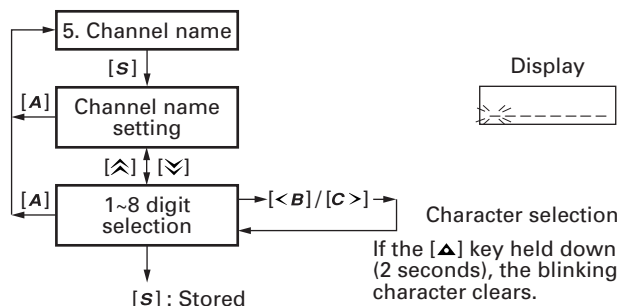 5. Channel name
[S]
[A]
Channel name
setting
[︽] [︾]
[A]
1~8 digit
selection
[<B]/[C>]
[S] : Stored
Display
Character selection
If the [▲] key held down
(2 seconds), the blinking
character clears.